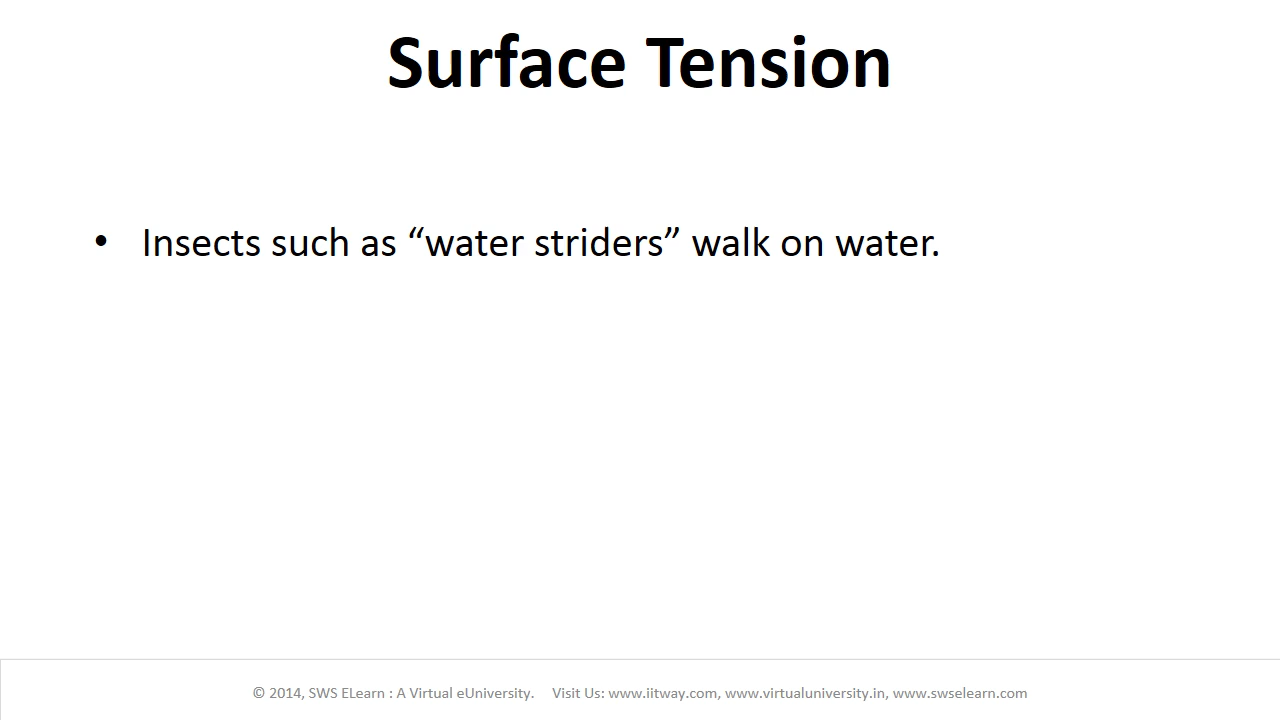 Surface Tension
• Insects such as “water striders” walk on water.
© 2014, SWS ELearn : A Virtual eUniversity. Visit Us: www.iitway.com, www.virtualuniversity.in, www.swselearn.com